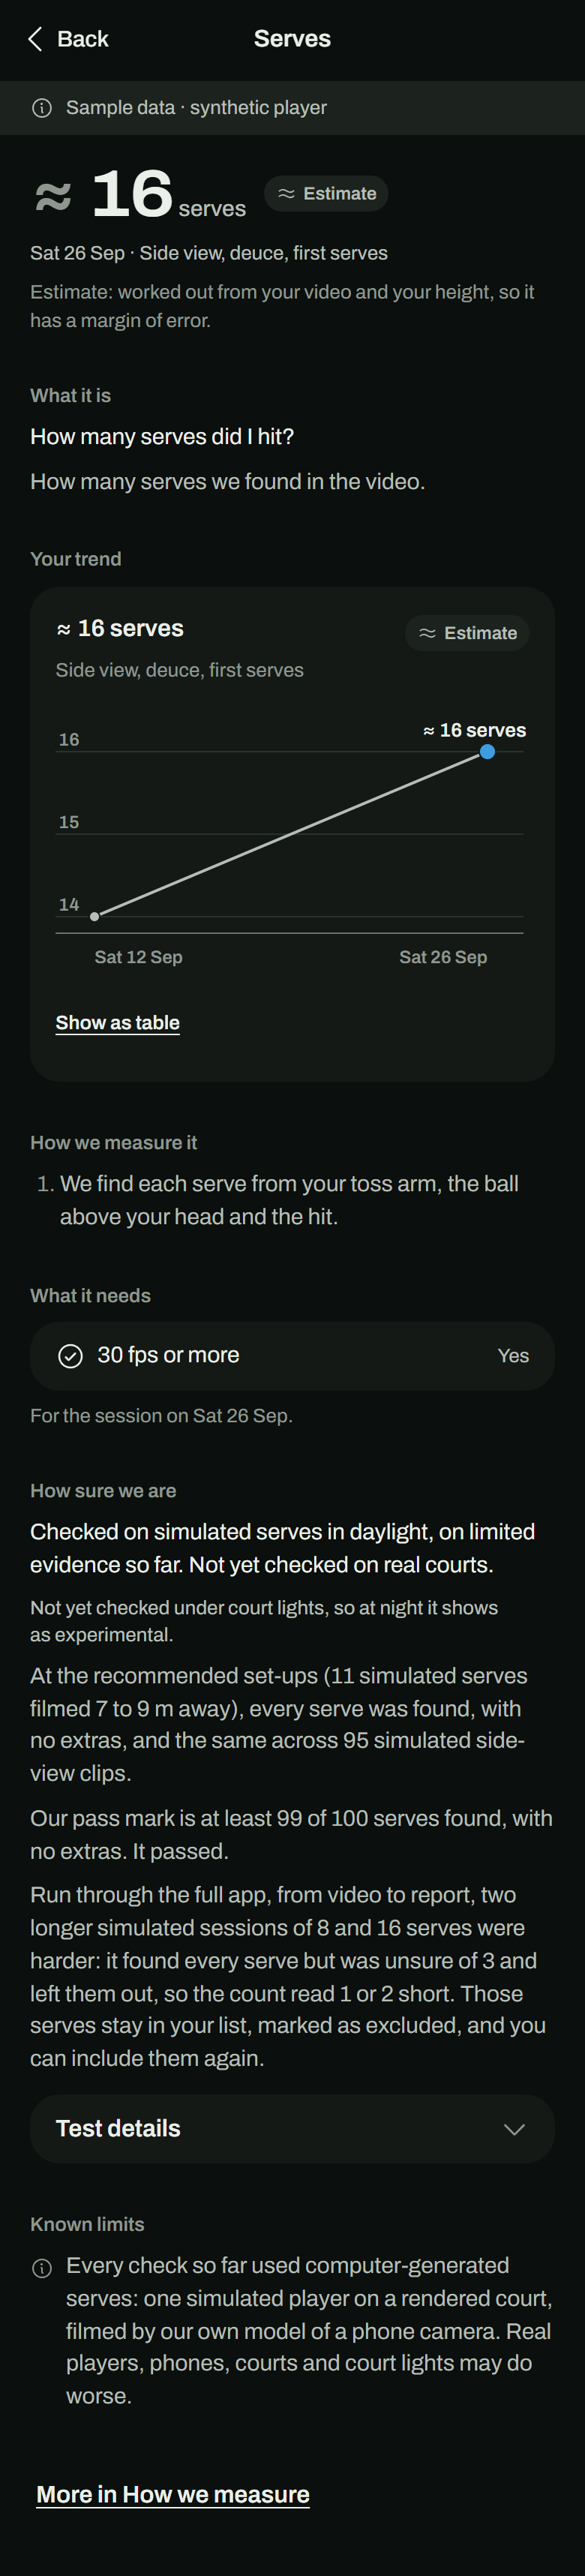 Back
Serves
Sample data · synthetic player
≈ 16 serves
≈ Estimate
Sat 26 Sep · Side view, deuce, first serves
Estimate: worked out from your video and your height, so it
has a margin of error.
What it is
How many serves did I hit?
How many serves we found in the video.
Your trend
≈ 16 serves
≈ Estimate
Side view, deuce, first serves
≈ 16 serves
16
15
14
Sat 12 Sep
Sat 26 Sep
Show as table
How we measure it
1. We find each serve from your toss arm, the ball
above your head and the hit.
What it needs
30 fps or more
Yes
For the session on Sat 26 Sep.
How sure we are
Checked on simulated serves in daylight, on limited
evidence so far. Not yet checked on real courts.
Not yet checked under court lights, so at night it shows
as experimental.
At the recommended set-ups (11 simulated serves
filmed 7 to 9 m away), every serve was found, with
no extras, and the same across 95 simulated side-
view clips.
Our pass mark is at least 99 of 100 serves found, with
no extras. It passed.
Run through the full app, from video to report, two
longer simulated sessions of 8 and 16 serves were
harder: it found every serve but was unsure of 3 and
left them out, so the count read 1 or 2 short. Those
serves stay in your list, marked as excluded, and you
can include them again.
Test details
Known limits
Every check so far used computer-generated
serves: one simulated player on a rendered court,
filmed by our own model of a phone camera. Real
players, phones, courts and court lights may do
worse.
More in How we measure